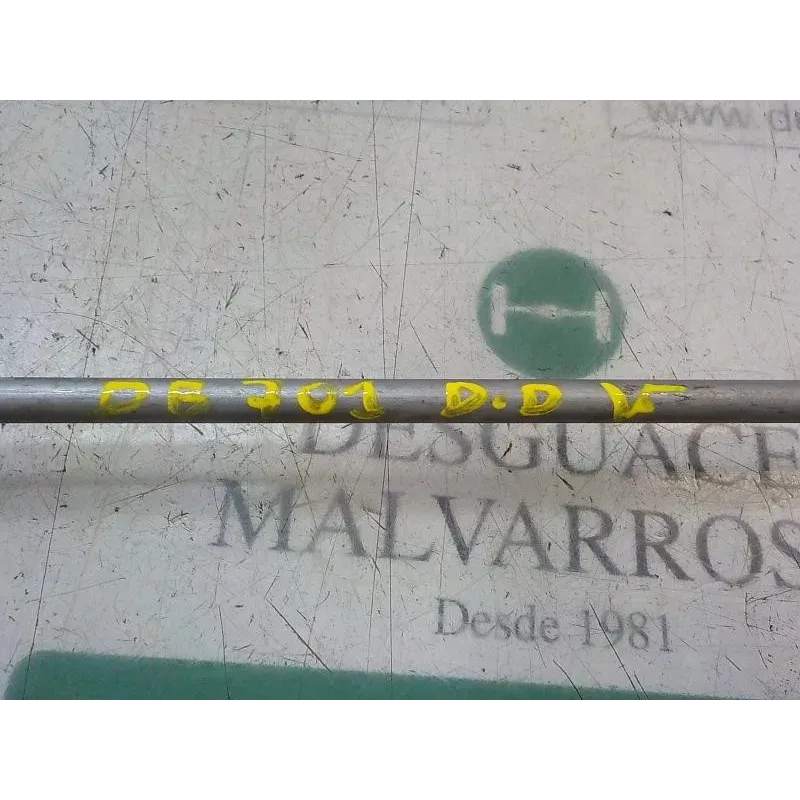 www.de
DB 301 D.D V
DESGUACE
MALVARROS
Desde 1981